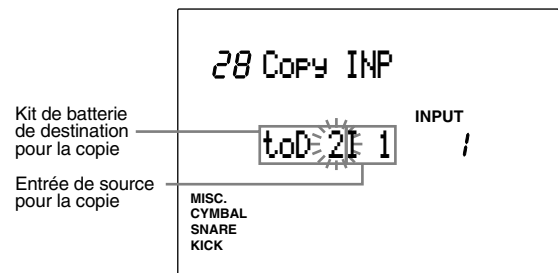 28 Copy INP
Kit de batterie
de destination
pour la copie
toD 2I 1
INPUT
1
Entrée de source
pour la copie
MISC.
CYMBAL
SNARE
KICK